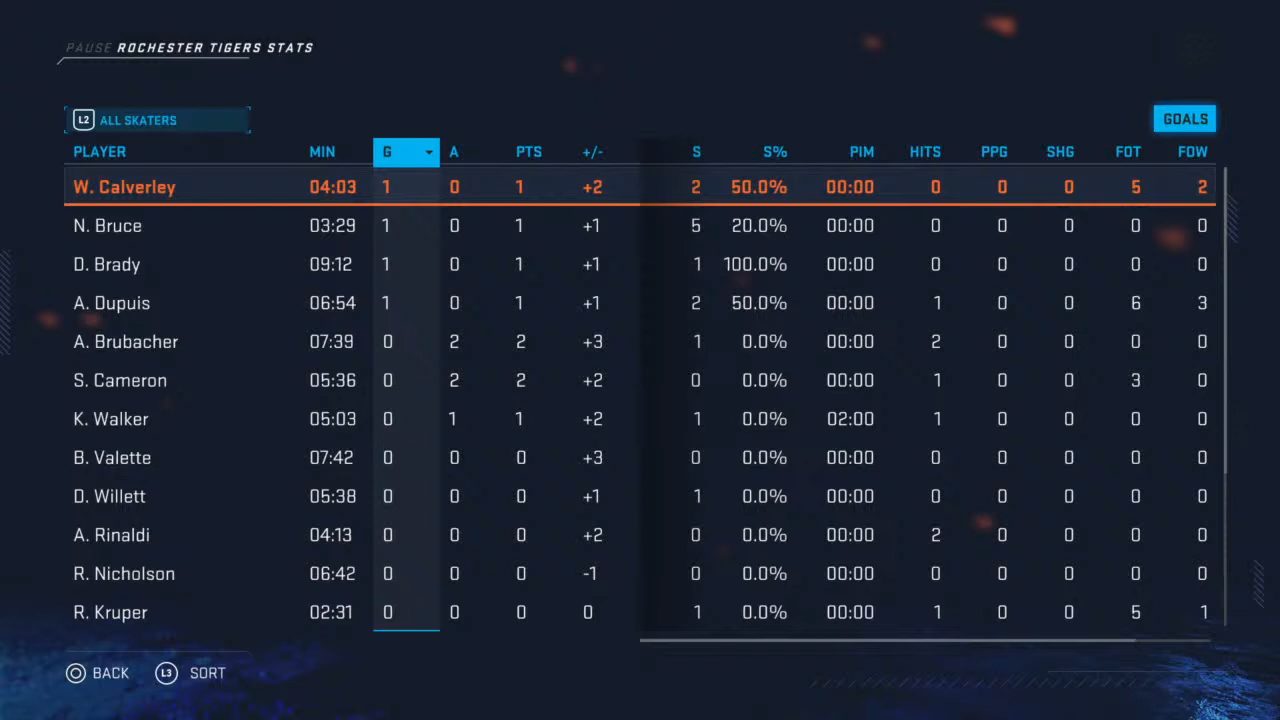 PAUSE ROCHESTER TIGERS STATS
L2 ALL SKATERS
GOALS
PLAYER MIN G A PTS +/- S S% PIM HITS PPG SHG FOT FOW
W. Calverley 04:03 1 0 1 +2 2 50.0% 00:00 0 0 0 5 2
N. Bruce 03:29 1 0 1 +1 5 20.0% 00:00 0 0 0 0 0
D. Brady 09:12 1 0 1 +1 1 100.0% 00:00 0 0 0 0 0
A. Dupuis 06:54 1 0 1 +1 2 50.0% 00:00 1 0 0 6 3
A. Brubacher 07:39 0 2 2 +3 1 0.0% 00:00 2 0 0 0 0
S. Cameron 05:36 0 2 2 +2 0 0.0% 00:00 1 0 0 3 0
K. Walker 05:03 0 1 1 +2 1 0.0% 02:00 1 0 0 0 0
B. Valette 07:42 0 0 0 +3 0 0.0% 00:00 0 0 0 0 0
D. Willett 05:38 0 0 0 +1 1 0.0% 00:00 0 0 0 0 0
A. Rinaldi 04:13 0 0 0 +2 0 0.0% 00:00 2 0 0 0 0
R. Nicholson 06:42 0 0 0 -1 0 0.0% 00:00 0 0 0 0 0
R. Kruper 02:31 0 0 0 0 1 0.0% 00:00 1 0 0 5 1
BACK L3 SORT